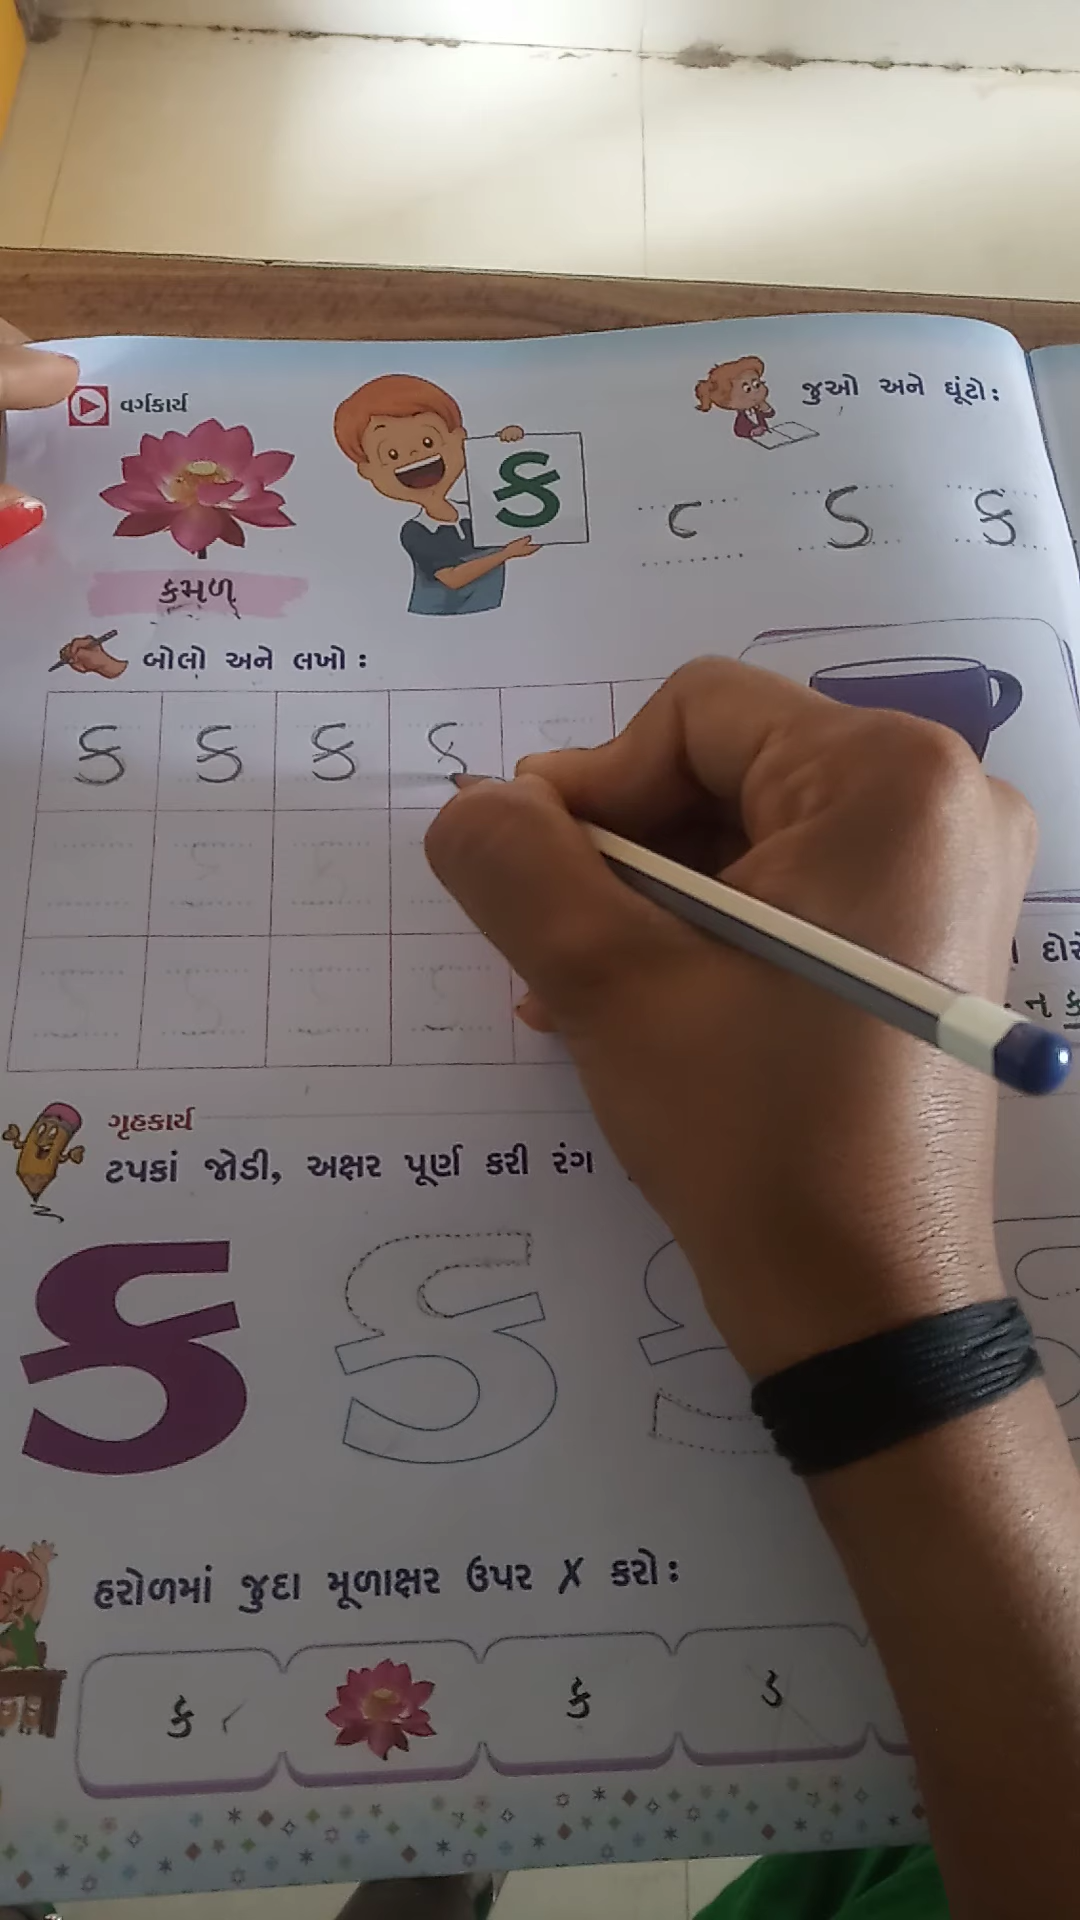 વર્ગકાર્ય
ક
કમળ
જુઓ અને ઘૂંટો:
ડ ક
બોલો અને લખો :
ક ક ક
દોરો
ન ક
ગૃહકાર્ય
ટપકાં જોડી, અક્ષર પૂર્ણ કરી રંગ
ક ક
હરોળમાં જુદા મૂળાક્ષર ઉપર X કરો :
ક ક ડ